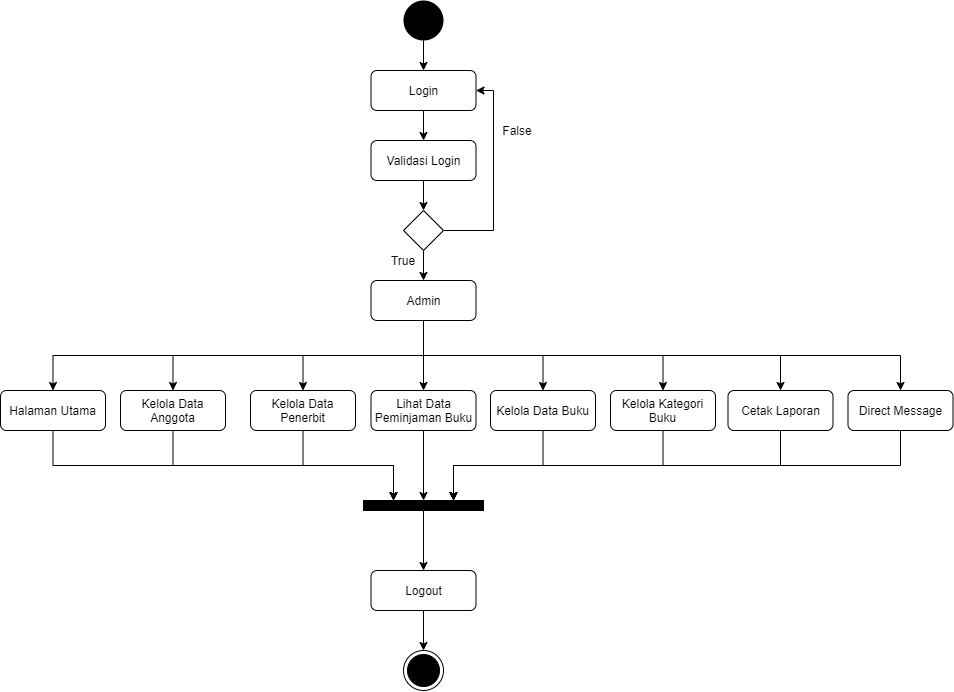 Login
False
Validasi Login
True
Admin
Halaman Utama
Kelola Data
Anggota
Kelola Data
Penerbit
Lihat Data
Peminjaman Buku
Kelola Data Buku
Kelola Kategori
Buku
Cetak Laporan
Direct Message
Logout